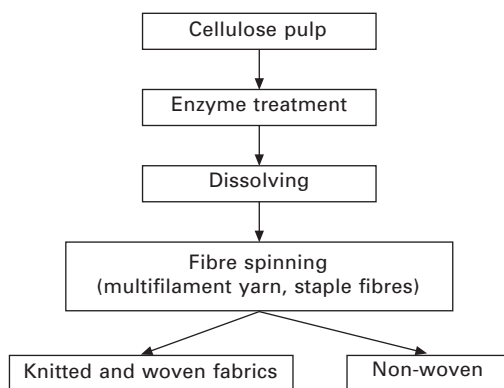 Cellulose pulp
Enzyme treatment
Dissolving
Fibre spinning
(multifilament yarn, staple fibres)
Knitted and woven fabrics
Non-woven